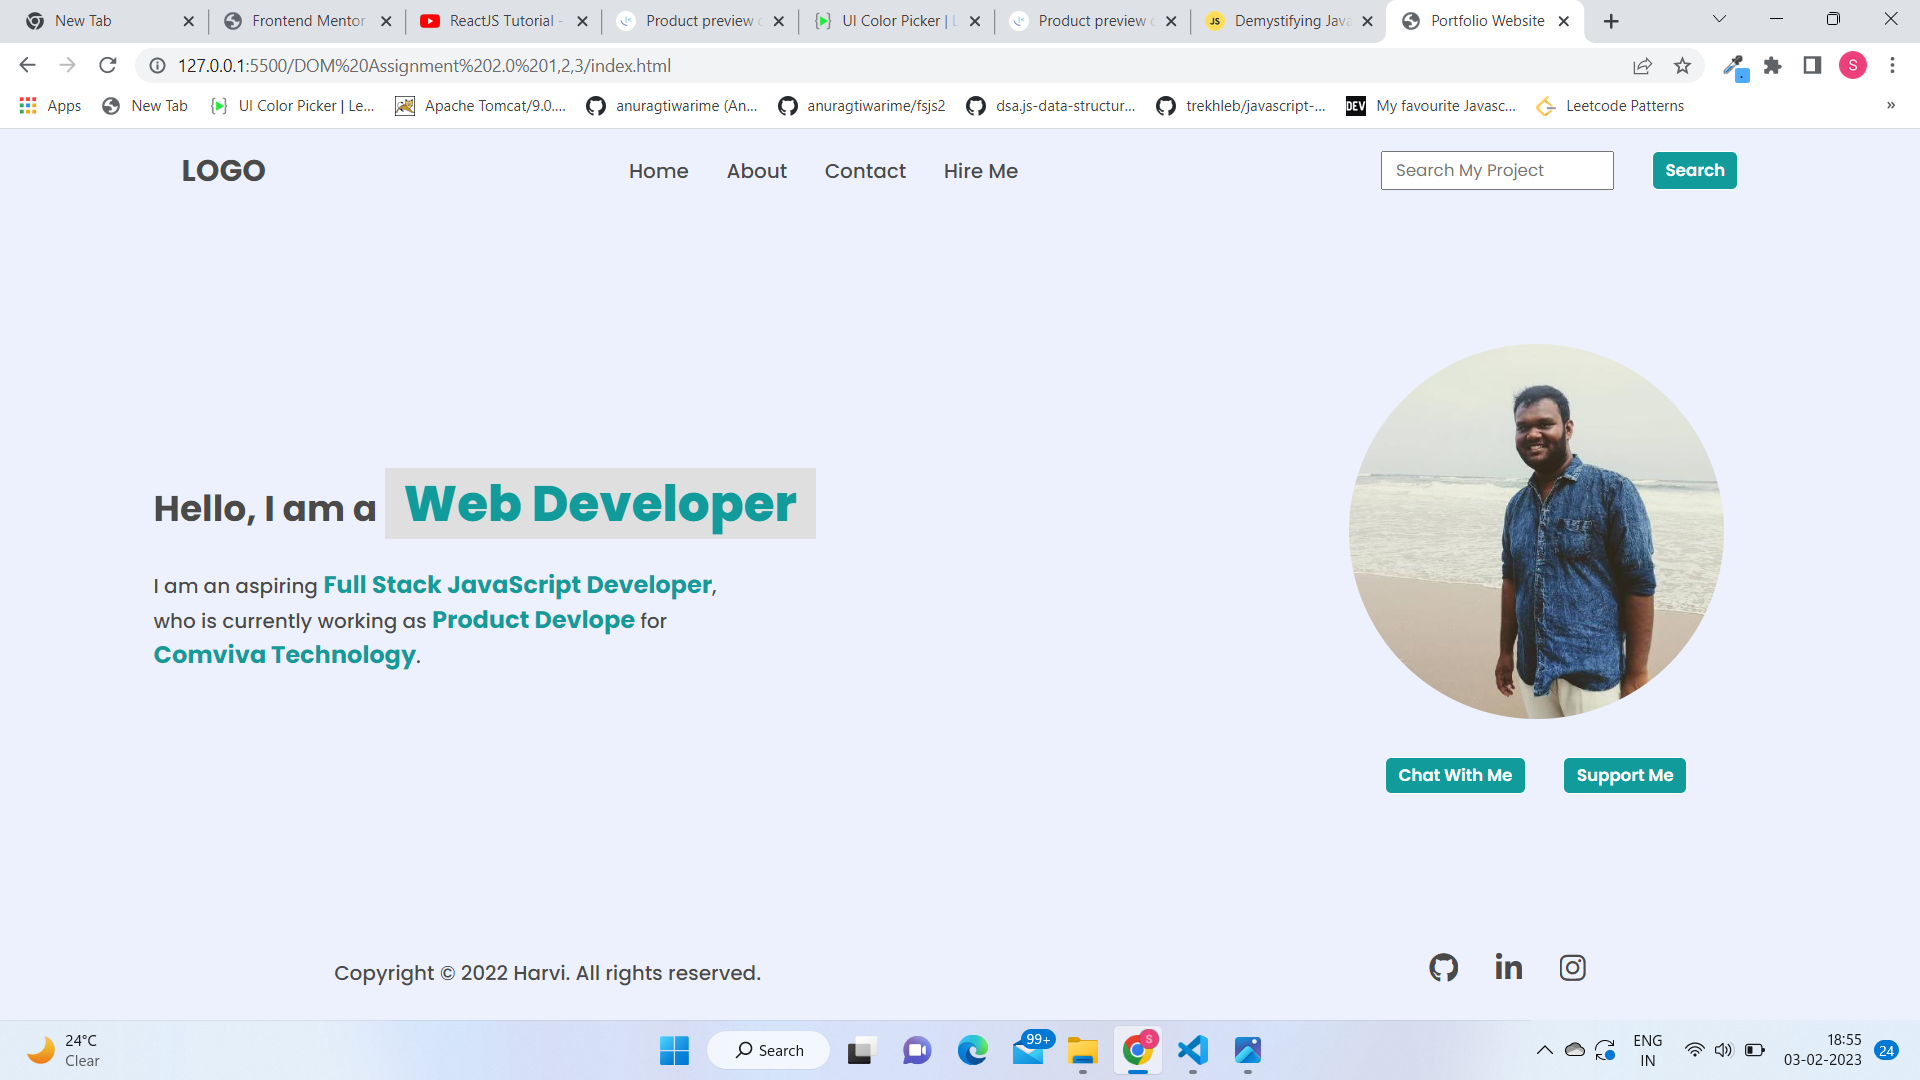 New Tab
Frontend Mentor
ReactJS Tutorial -
Product preview c
UI Color Picker | L
Product preview c
JS
Demystifying Java
Portfolio Website
127.0.0.1:5500/DOM%20Assignment%202.0%201,2,3/index.html
S
Apps
New Tab
UI Color Picker | Le...
Apache Tomcat/9.0....
anuragtiwarime (An...
anuragtiwarime/fsjs2
dsa.js-data-structur...
trekhleb/javascript-...
DEV
My favourite Javasc...
Leetcode Patterns
»
LOGO
Home
About
Contact
Hire Me
Search My Project
Search
Hello, I am a Web Developer
I am an aspiring Full Stack JavaScript Developer,
who is currently working as Product Devlope for
Comviva Technology.
Chat With Me
Support Me
Copyright © 2022 Harvi. All rights reserved.
in
24°C
Clear
Search
99+
S
ENG
IN
18:55
03-02-2023
24